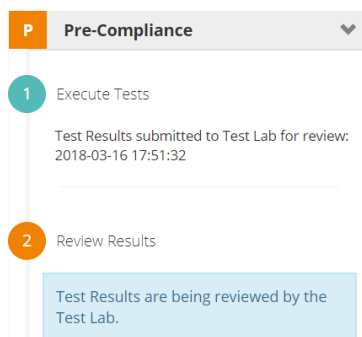 P Pre-Compliance
1 Execute Tests
Test Results submitted to Test Lab for review:
2018-03-16 17:51:32
2 Review Results
Test Results are being reviewed by the
Test Lab.